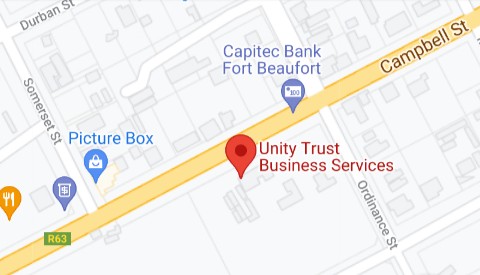 Durban St
Capitec Bank
Fort Beaufort
Campbell St
Somerset St
Picture Box
Unity Trust
Business Services
Ordinance St
R63